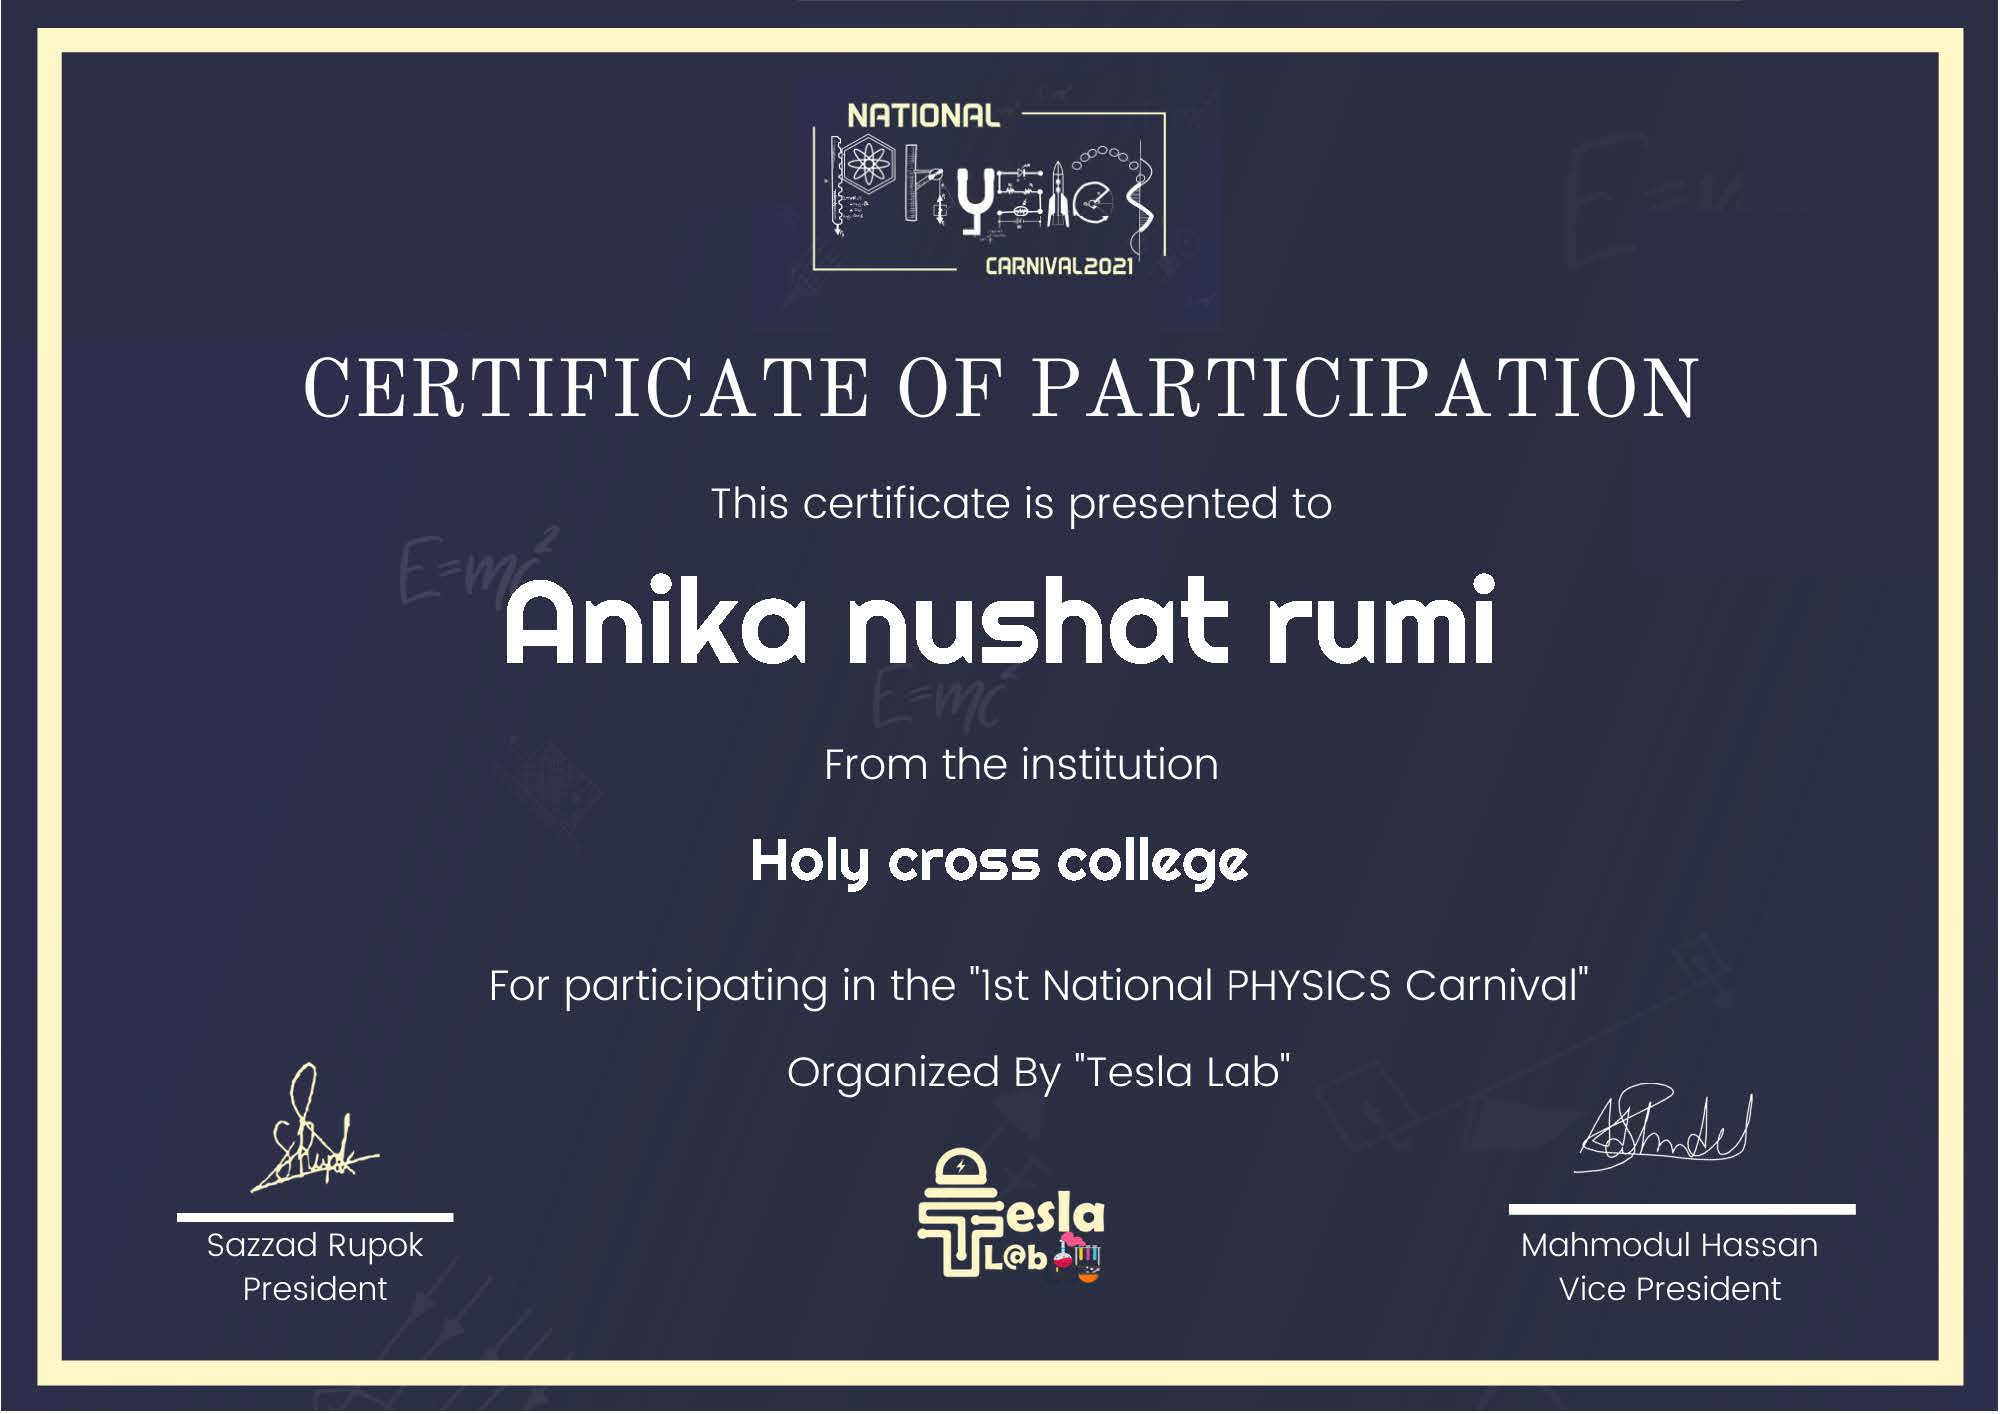 NATIONAL
Physics
CARNIVAL2021
CERTIFICATE OF PARTICIPATION
This certificate is presented to
E=mc²
Anika nushat rumi
E=mc²
From the institution
Holy cross college
For participating in the "1st National PHYSICS Carnival"
Organized By "Tesla Lab"
Tesla
L@b
Sazzad Rupok
President
Mahmodul Hassan
Vice President